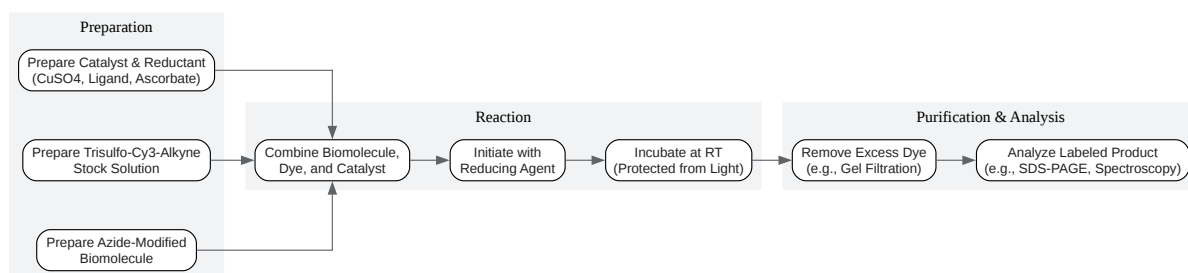 Preparation
Prepare Catalyst & Reductant
(CuSO4, Ligand, Ascorbate)
Prepare Trisulfo-Cy3-Alkyne
Stock Solution
Prepare Azide-Modified
Biomolecule
Reaction
Combine Biomolecule,
Dye, and Catalyst
Initiate with
Reducing Agent
Incubate at RT
(Protected from Light)
Purification & Analysis
Remove Excess Dye
(e.g., Gel Filtration)
Analyze Labeled Product
(e.g., SDS-PAGE, Spectroscopy)